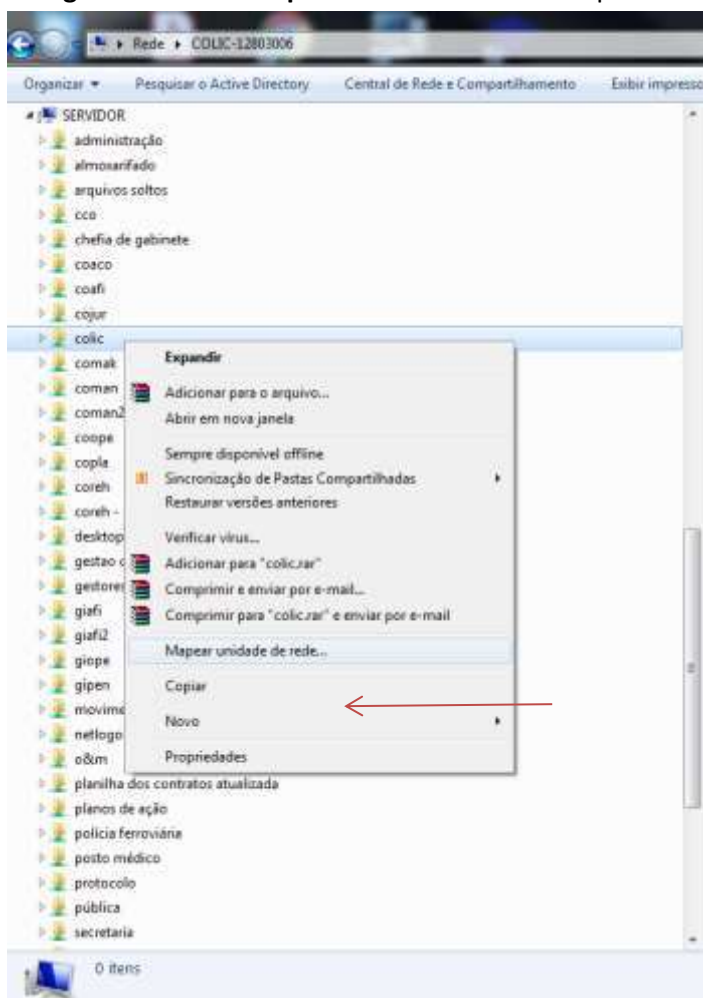 Rede ▸ COLIC-12803006
Organizar Pesquisar o Active Directory Central de Rede e Compartilhamento Exibir impresso
SERVIDOR
administração
almoxarifado
arquivos soltos
cco
chefia de gabinete
coaco
coafi
cojur
colic
Expandir
comak
coman
Adicionar para o arquivo...
coman2
Abrir em nova janela
coope
copla
Sempre disponível offline
coreh
Sincronização de Pastas Compartilhadas
coreh -
Restaurar versões anteriores
desktop
Verificar vírus...
gestao
Adicionar para "colic.rar"
gestores
Comprimir e enviar por e-mail...
giafi
Comprimir para "colic.rar" e enviar por e-mail
giafi2
giope
Mapear unidade de rede...
gipen
Copiar
movime
Novo
netlogo
o&m
Propriedades
planilha dos contratos atualizada
planos de ação
polícia ferroviária
posto médico
protocolo
pública
secretaria
0 itens